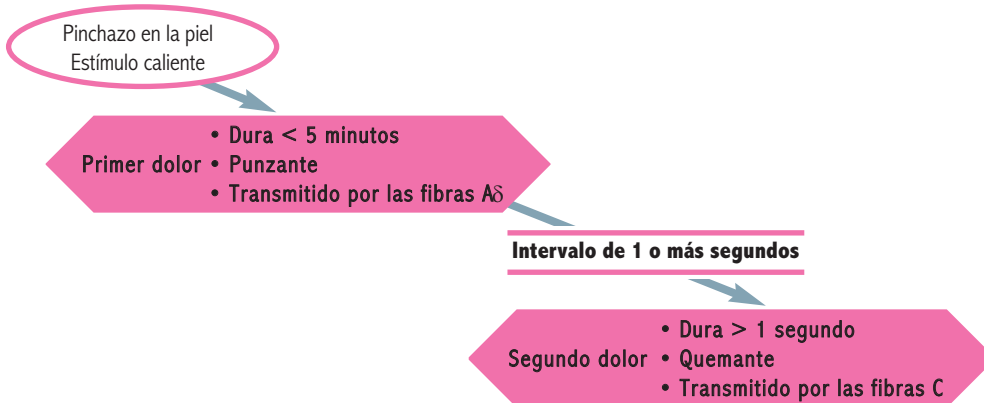 Pinchazo en la piel
Estímulo caliente
• Dura < 5 minutos
Primer dolor • Punzante
• Transmitido por las fibras Aδ
Intervalo de 1 o más segundos
• Dura > 1 segundo
Segundo dolor • Quemante
• Transmitido por las fibras C